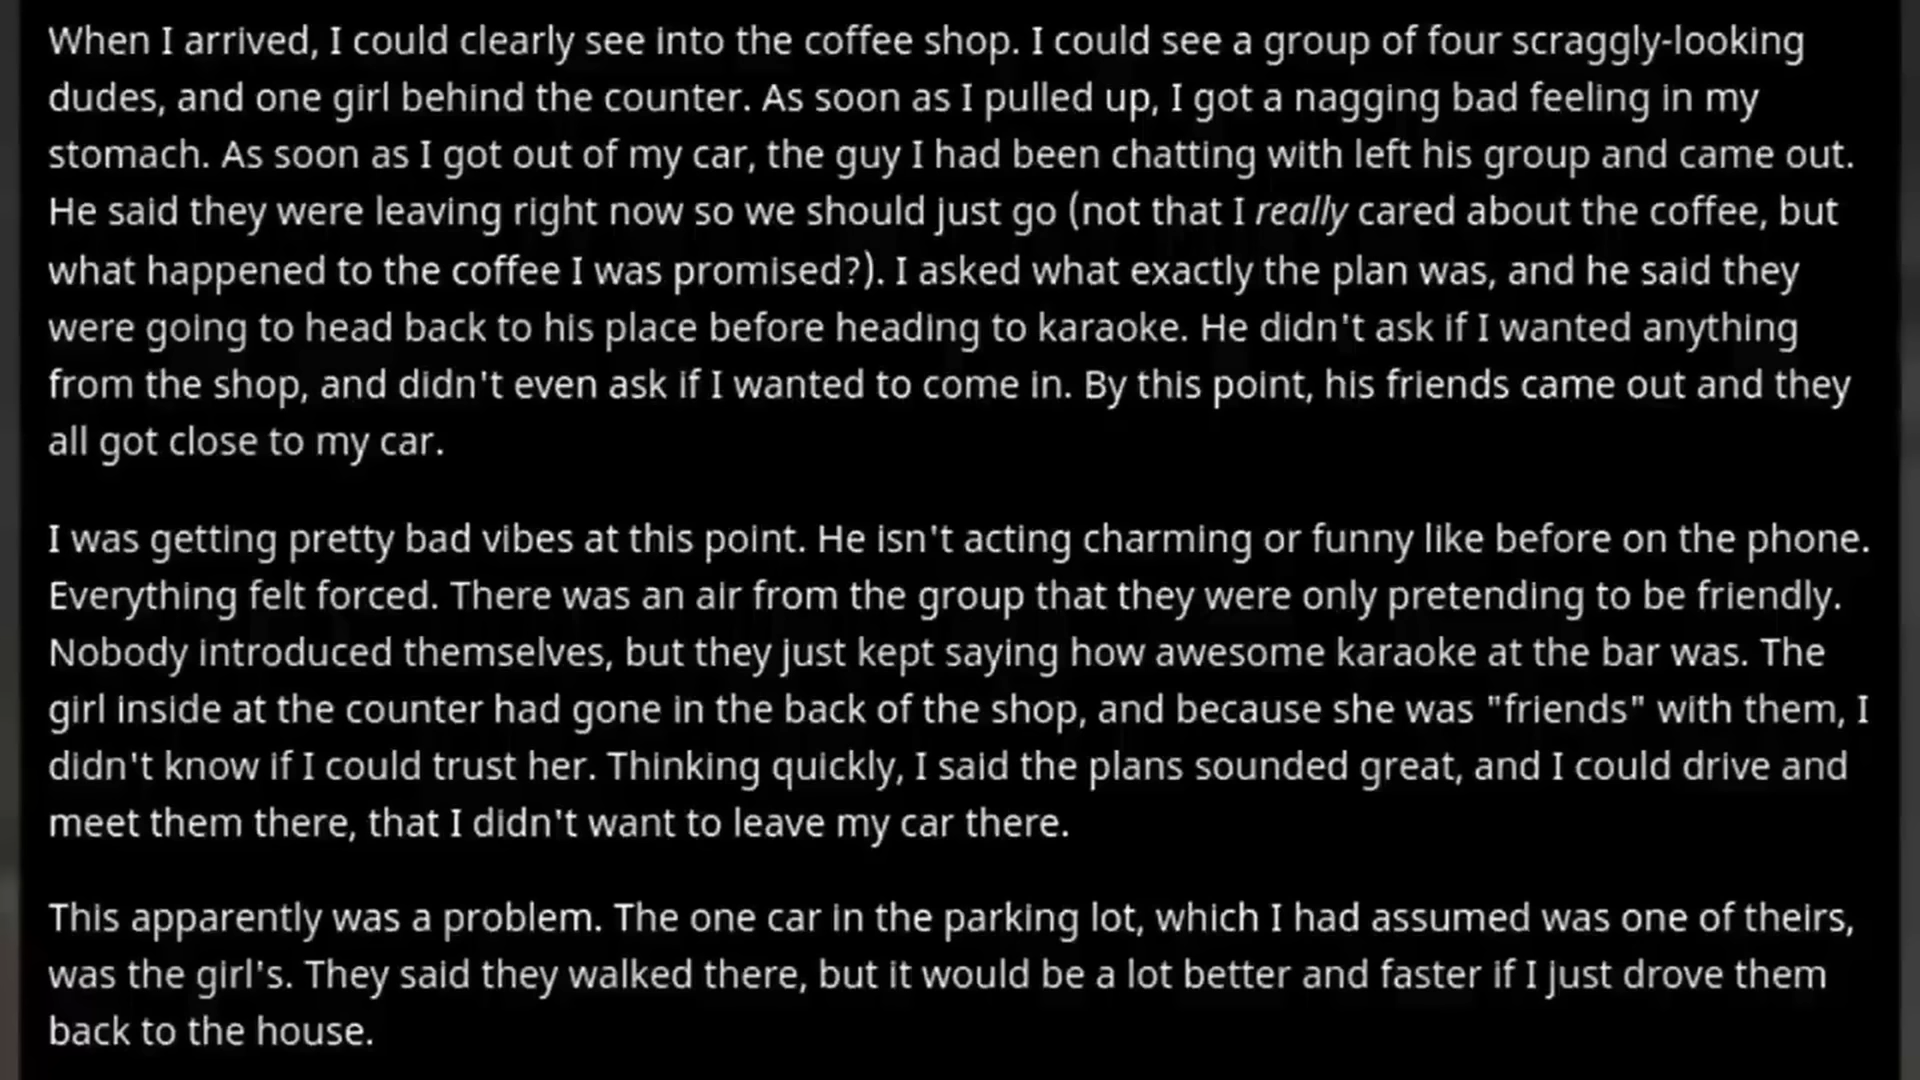 When I arrived, I could clearly see into the coffee shop. I could see a group of four scraggly-looking
dudes, and one girl behind the counter. As soon as I pulled up, I got a nagging bad feeling in my
stomach. As soon as I got out of my car, the guy I had been chatting with left his group and came out.
He said they were leaving right now so we should just go (not that I really cared about the coffee, but
what happened to the coffee I was promised?). I asked what exactly the plan was, and he said they
were going to head back to his place before heading to karaoke. He didn't ask if I wanted anything
from the shop, and didn't even ask if I wanted to come in. By this point, his friends came out and they
all got close to my car.
I was getting pretty bad vibes at this point. He isn't acting charming or funny like before on the phone.
Everything felt forced. There was an air from the group that they were only pretending to be friendly.
Nobody introduced themselves, but they just kept saying how awesome karaoke at the bar was. The
girl inside at the counter had gone in the back of the shop, and because she was "friends" with them, I
didn't know if I could trust her. Thinking quickly, I said the plans sounded great, and I could drive and
meet them there, that I didn't want to leave my car there.
This apparently was a problem. The one car in the parking lot, which I had assumed was one of theirs,
was the girl's. They said they walked there, but it would be a lot better and faster if I just drove them
back to the house.